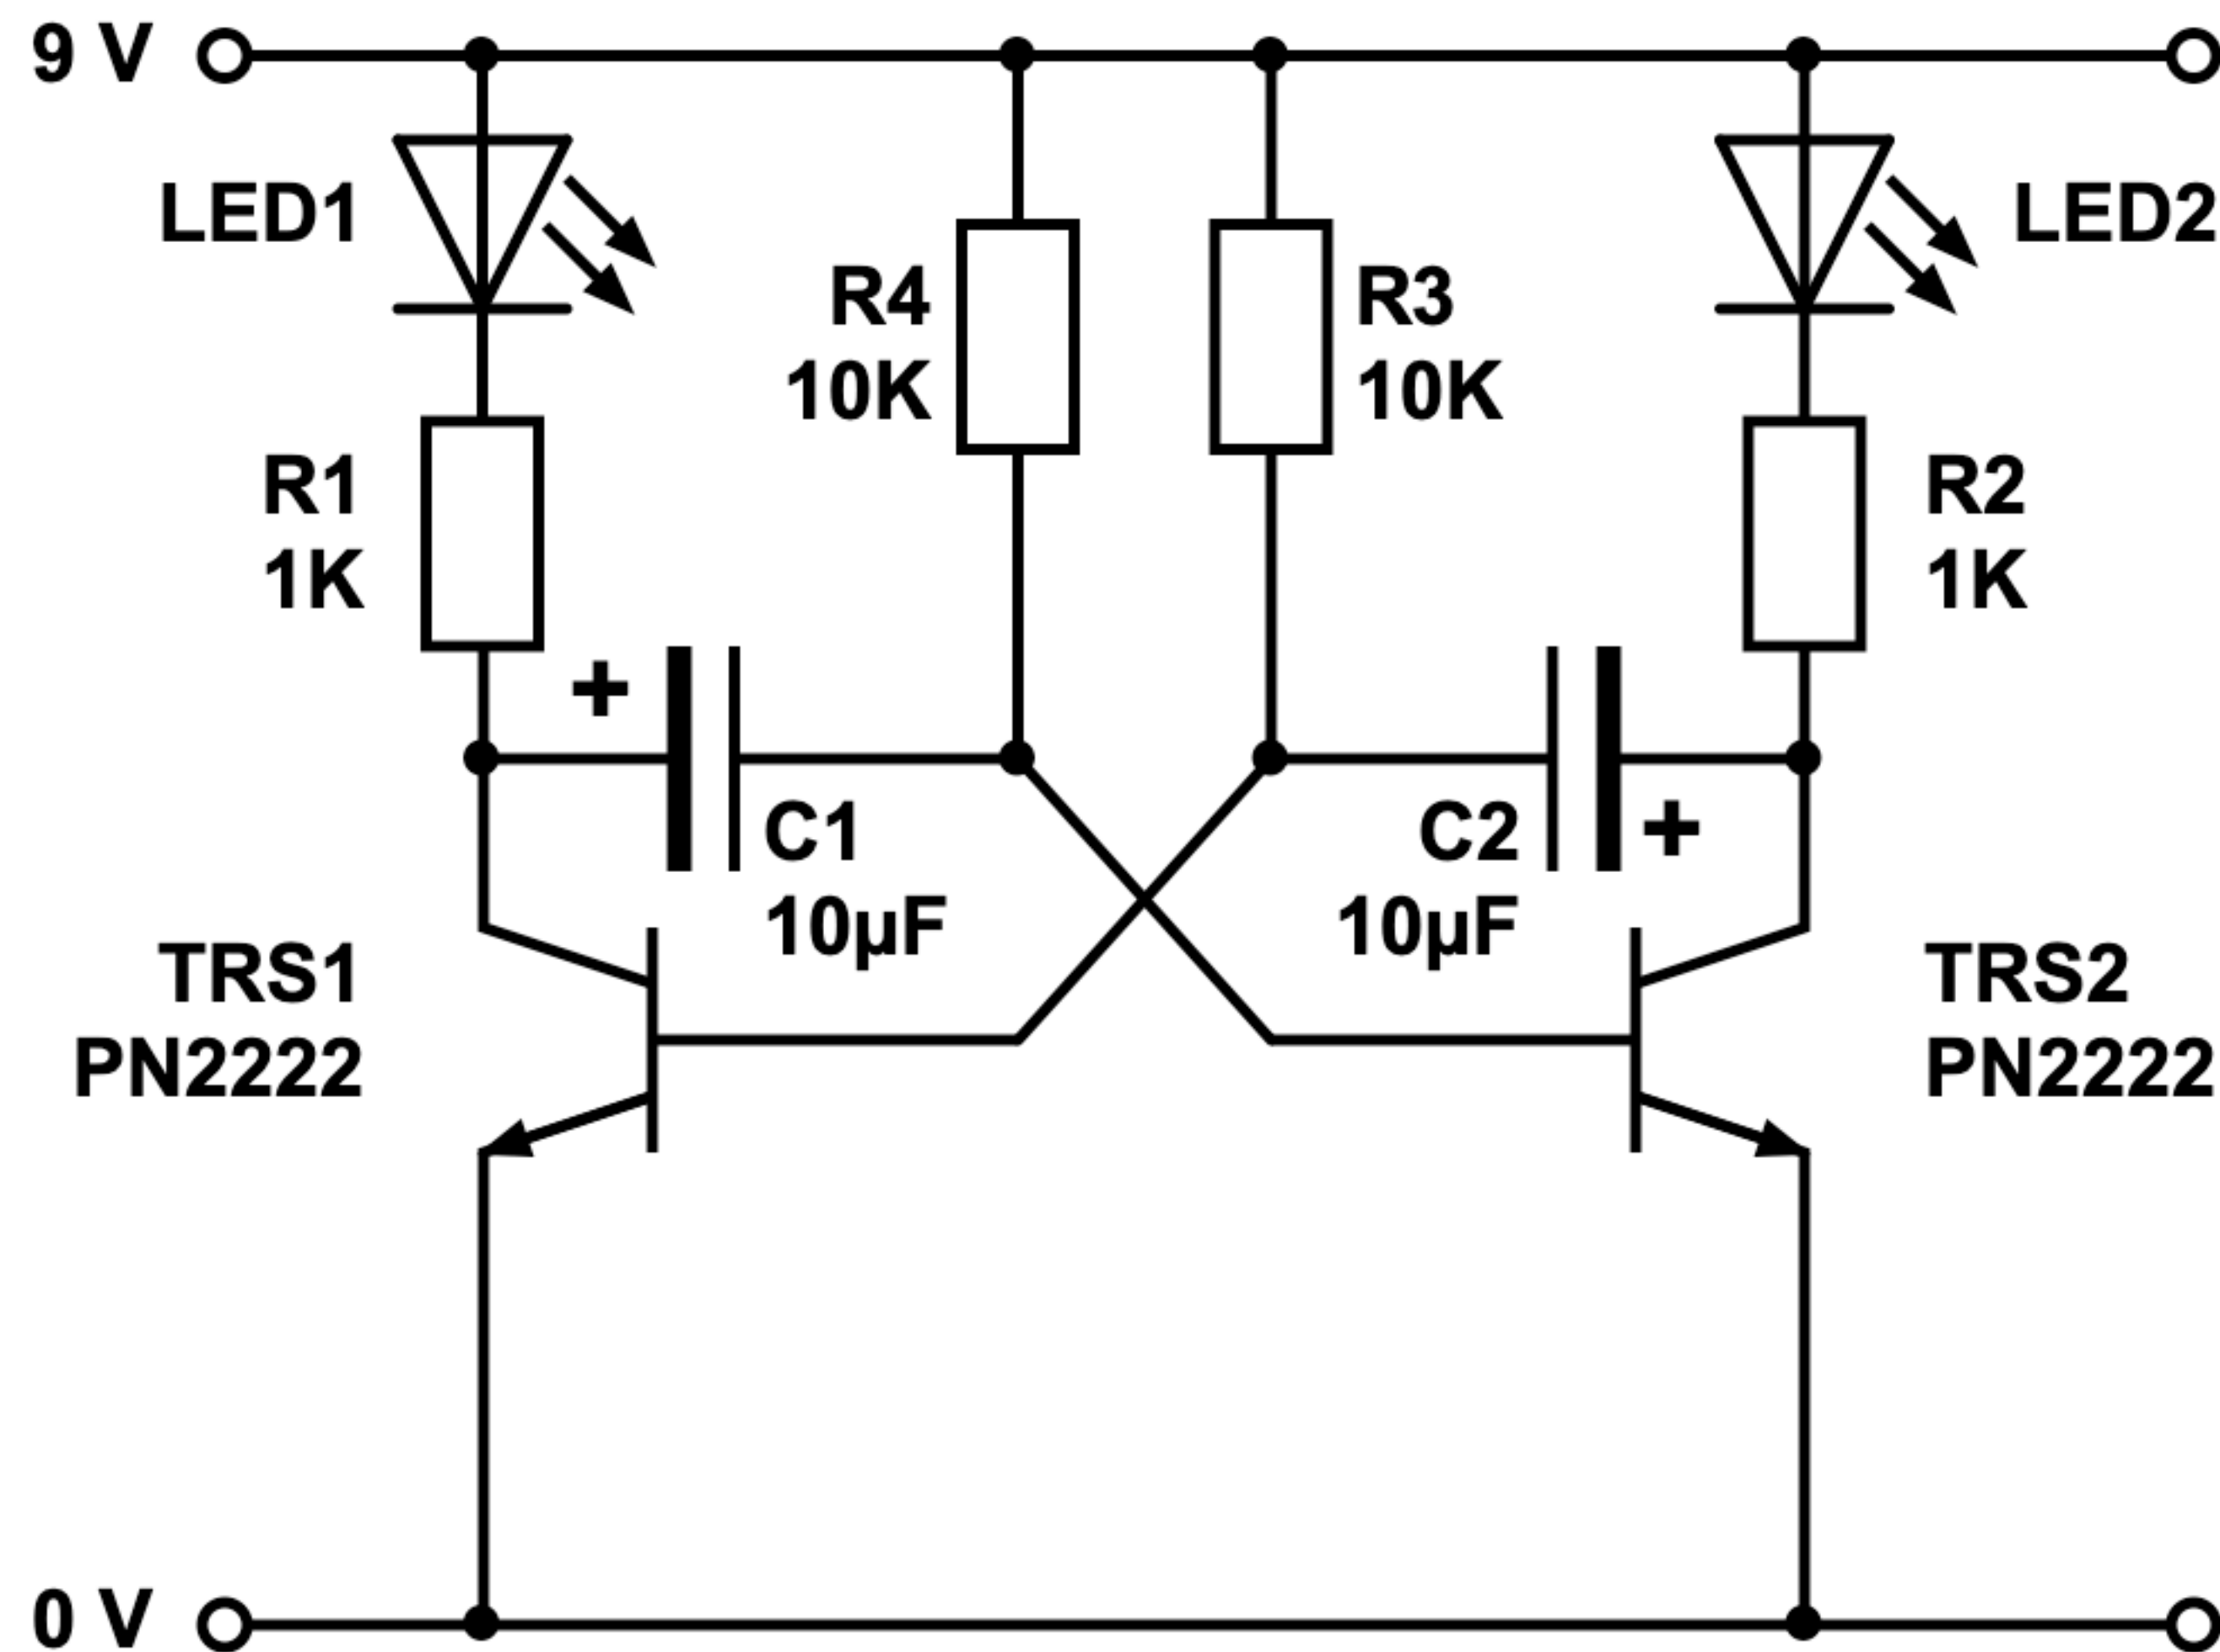 9 V
LED1
LED2
R4
10K
R3
10K
R1
1K
R2
1K
+
C1
10µF
C2
10µF
+
TRS1
PN2222
TRS2
PN2222
0 V